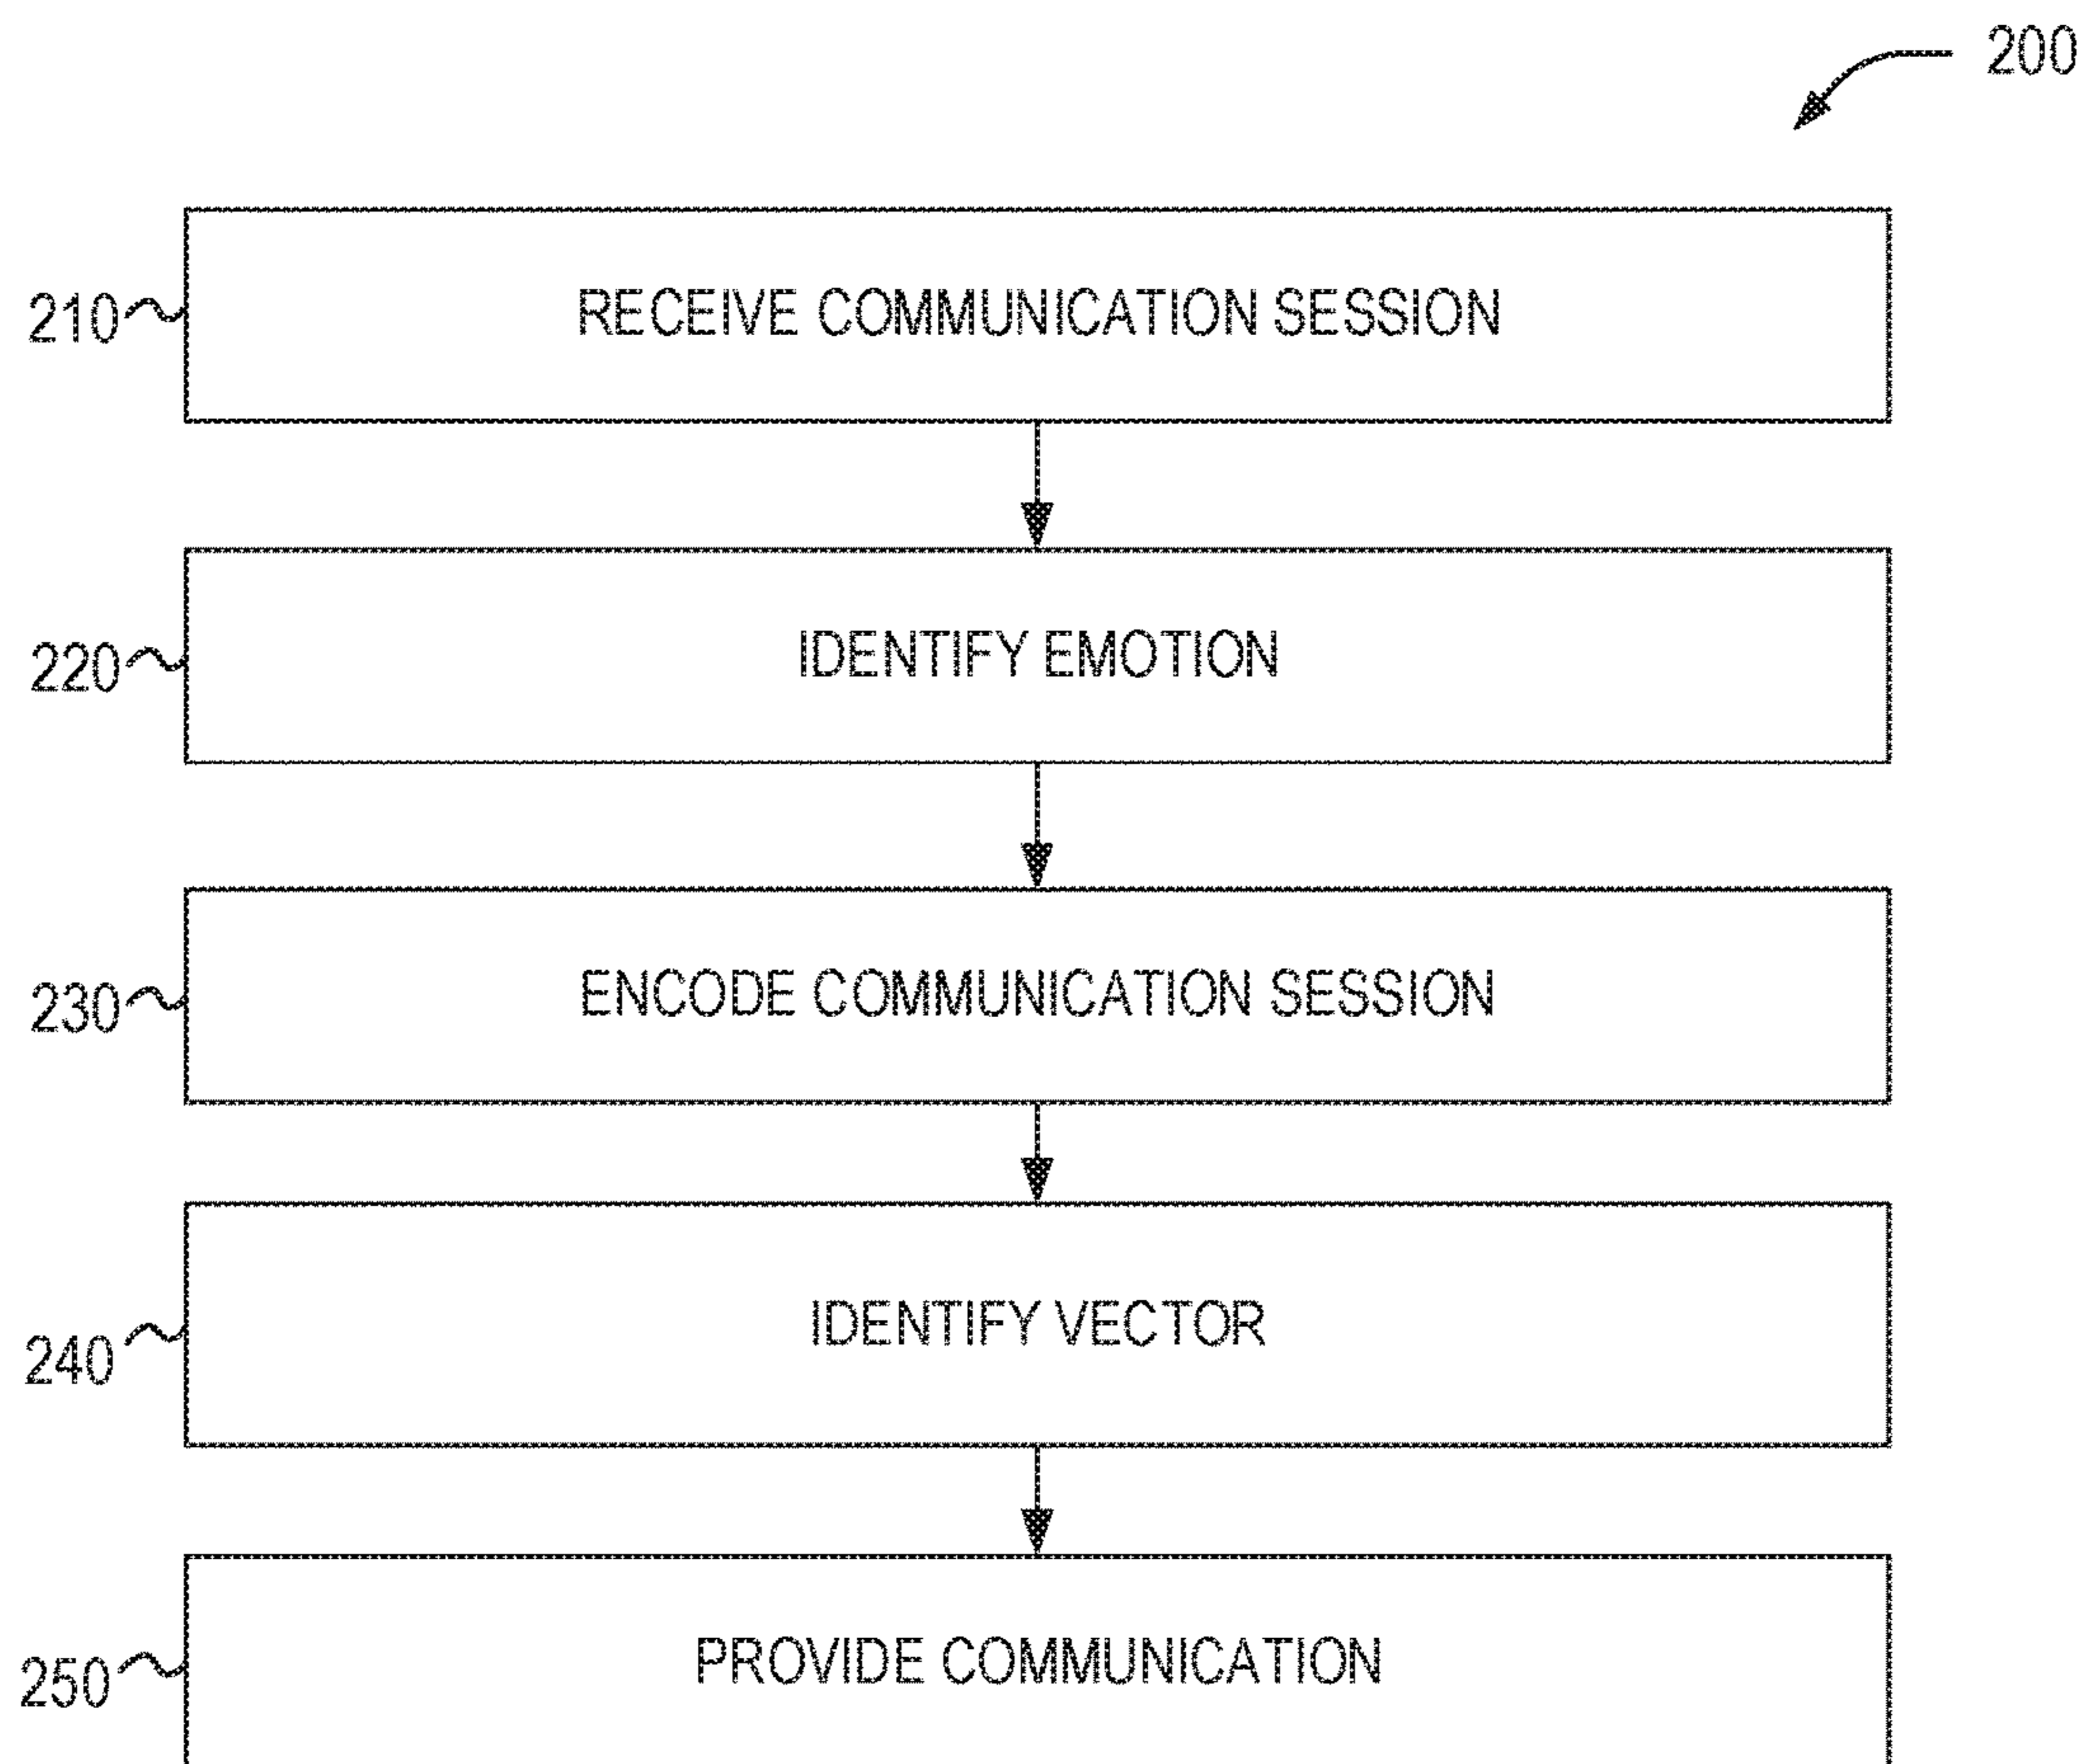 200
210
RECEIVE COMMUNICATION SESSION
220
IDENTIFY EMOTION
230
ENCODE COMMUNICATION SESSION
240
IDENTIFY VECTOR
250
PROVIDE COMMUNICATION